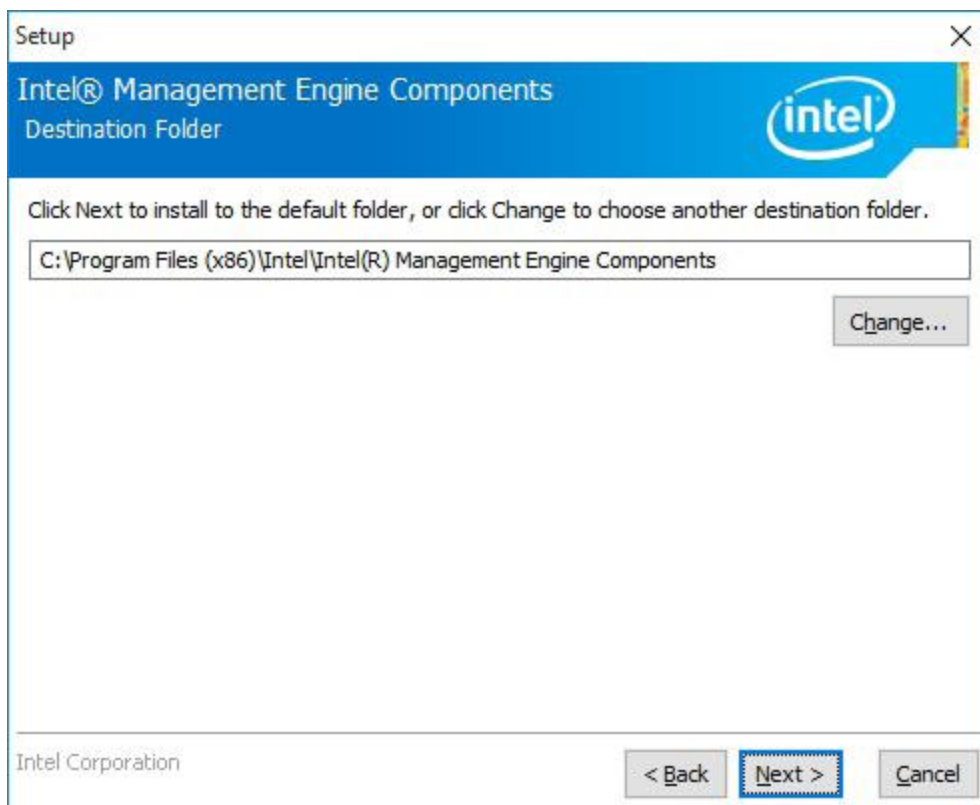 Setup
Intel® Management Engine Components
Destination Folder
intel
Click Next to install to the default folder, or click Change to choose another destination folder.
C:\Program Files (x86)\Intel\Intel(R) Management Engine Components
Change...
Intel Corporation
< Back
Next >
Cancel